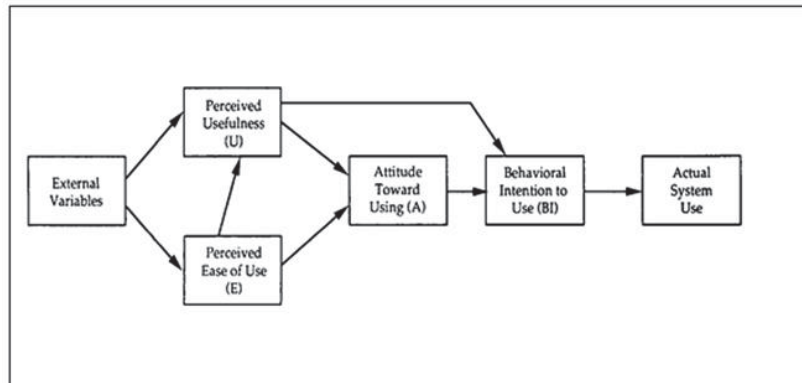 External
Variables
Perceived
Usefulness
(U)
Perceived
Ease of Use
(E)
Attitude
Toward
Using (A)
Behavioral
Intention to
Use (BI)
Actual
System
Use